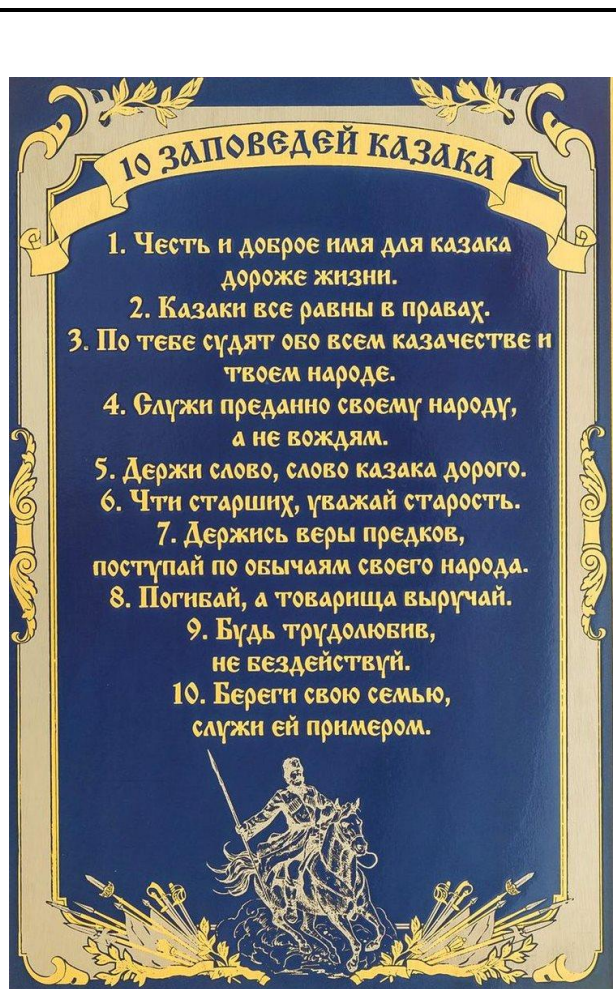 10 ЗАПОВЕДЕЙ КАЗАКА
1. Честь и доброе имя для казака
дороже жизни.
2. Казаки все равны в правах.
3. По тебе судят обо всем казачестве и
твоем народе.
4. Служи преданно своему народу,
а не вождям.
5. Держи слово, слово казака дорого.
6. Чти старших, уважай старость.
7. Держись веры предков,
поступай по обычаям своего народа.
8. Погибай, а товарища выручай.
9. Будь трудолюбив,
не бездействуй.
10. Береги свою семью,
служи ей примером.